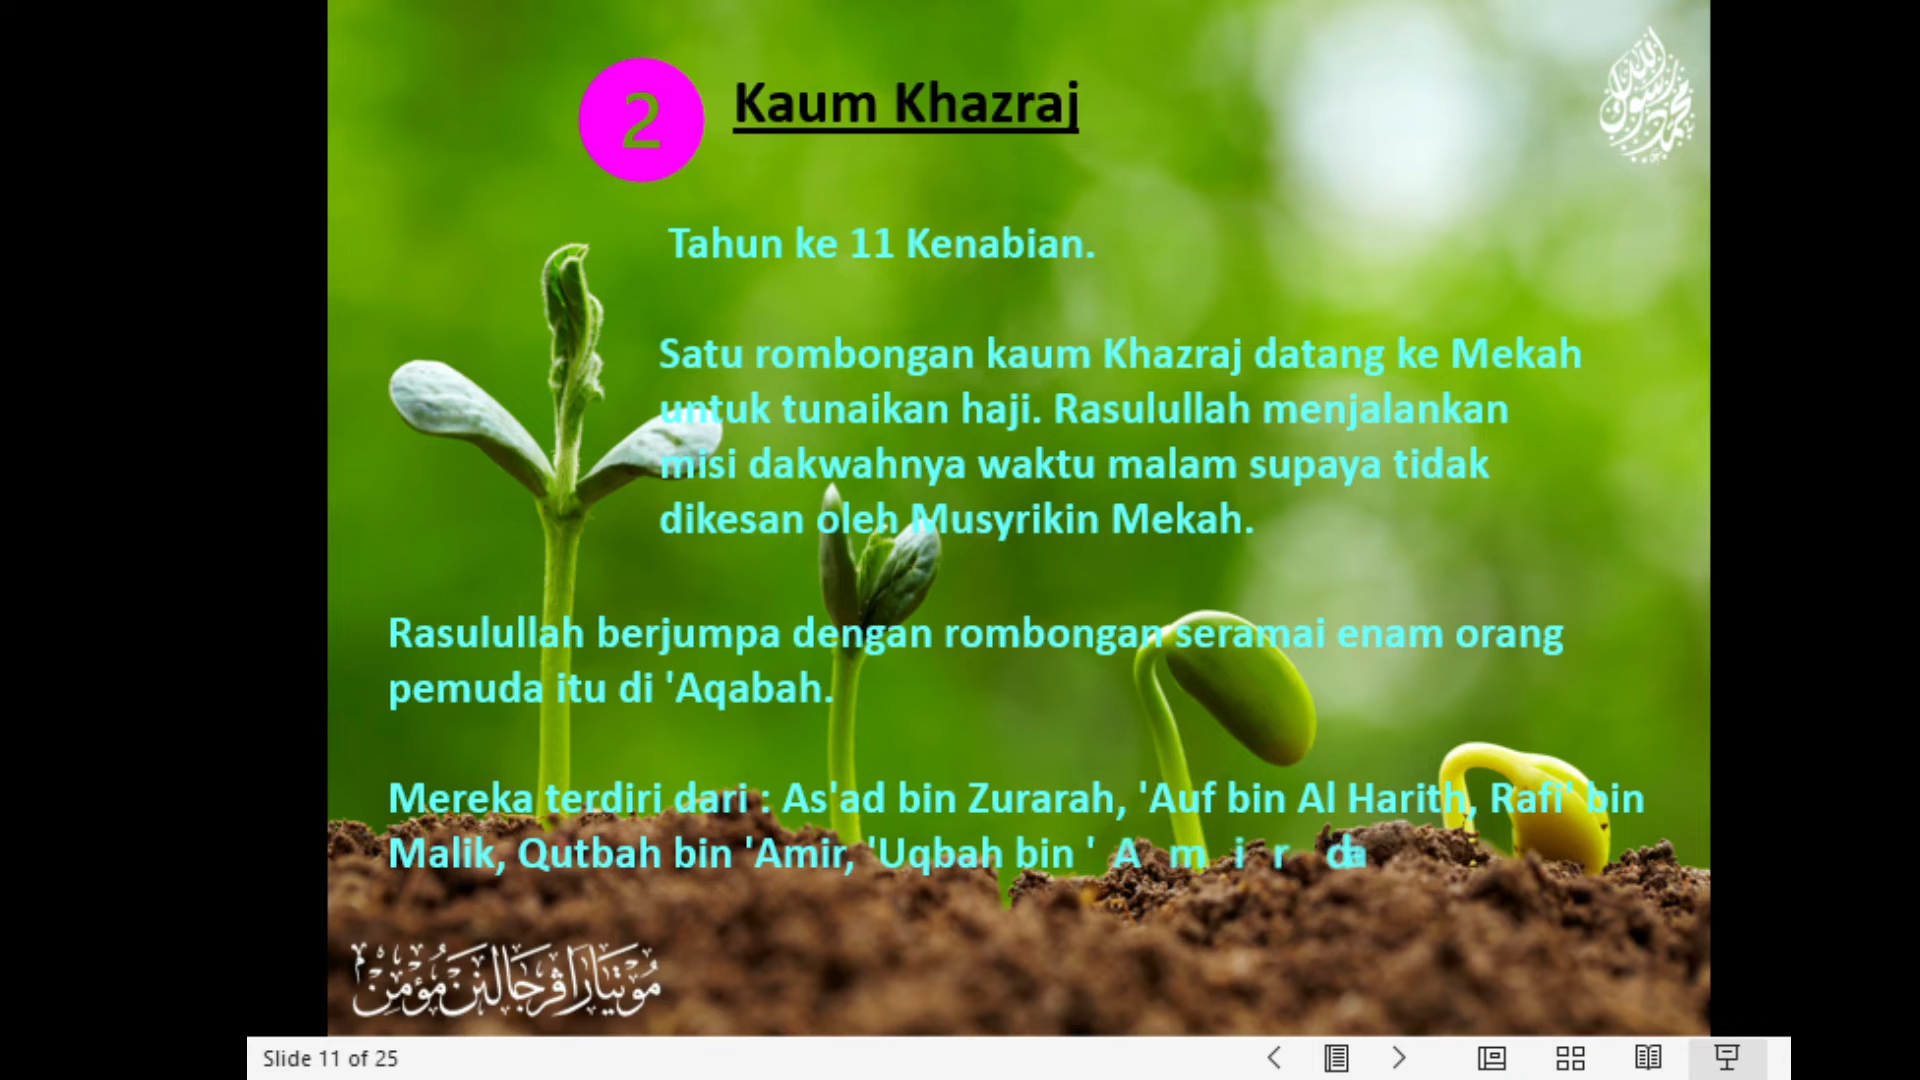 2
Kaum Khazraj
محمد رسول الله
Tahun ke 11 Kenabian.
Satu rombongan kaum Khazraj datang ke Mekah
untuk tunaikan haji. Rasulullah menjalankan
misi dakwahnya waktu malam supaya tidak
dikesan oleh Musyrikin Mekah.
Rasulullah berjumpa dengan rombongan seramai enam orang
pemuda itu di 'Aqabah.
Mereka terdiri dari : As'ad bin Zurarah, 'Auf bin Al Harith, Rafi' bin
Malik, Qutbah bin 'Amir, 'Uqbah bin ' A m i r
Slide 11 of 25